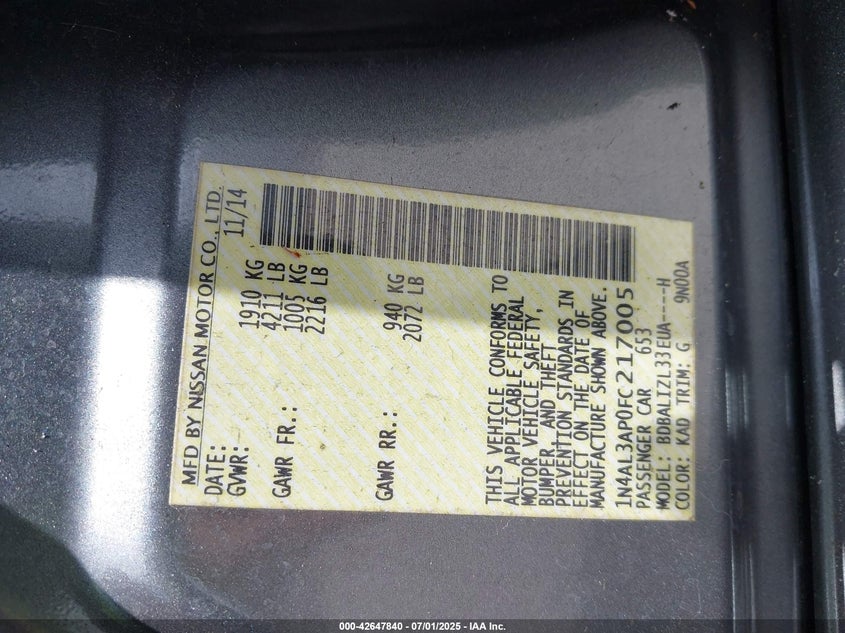 MFD BY NISSAN MOTOR CO., LTD.
DATE: 11/14
GVWR: 1910 KG
4211 LB
GAWR FR.: 1005 KG
2216 LB
GAWR RR.: 940 KG
2072 LB
THIS VEHICLE CONFORMS TO
ALL APPLICABLE FEDERAL
MOTOR VEHICLE SAFETY,
BUMPER, AND THEFT
PREVENTION STANDARDS IN
EFFECT ON THE DATE OF
MANUFACTURE SHOWN ABOVE.
1N4AL3AP0FC217005
PASSENGER CAR 653
MODEL: BDBALIZL33EUA----H
COLOR: KAD TRIM: G 9N00A
000-42647840 - 07/01/2025 - IAA Inc.